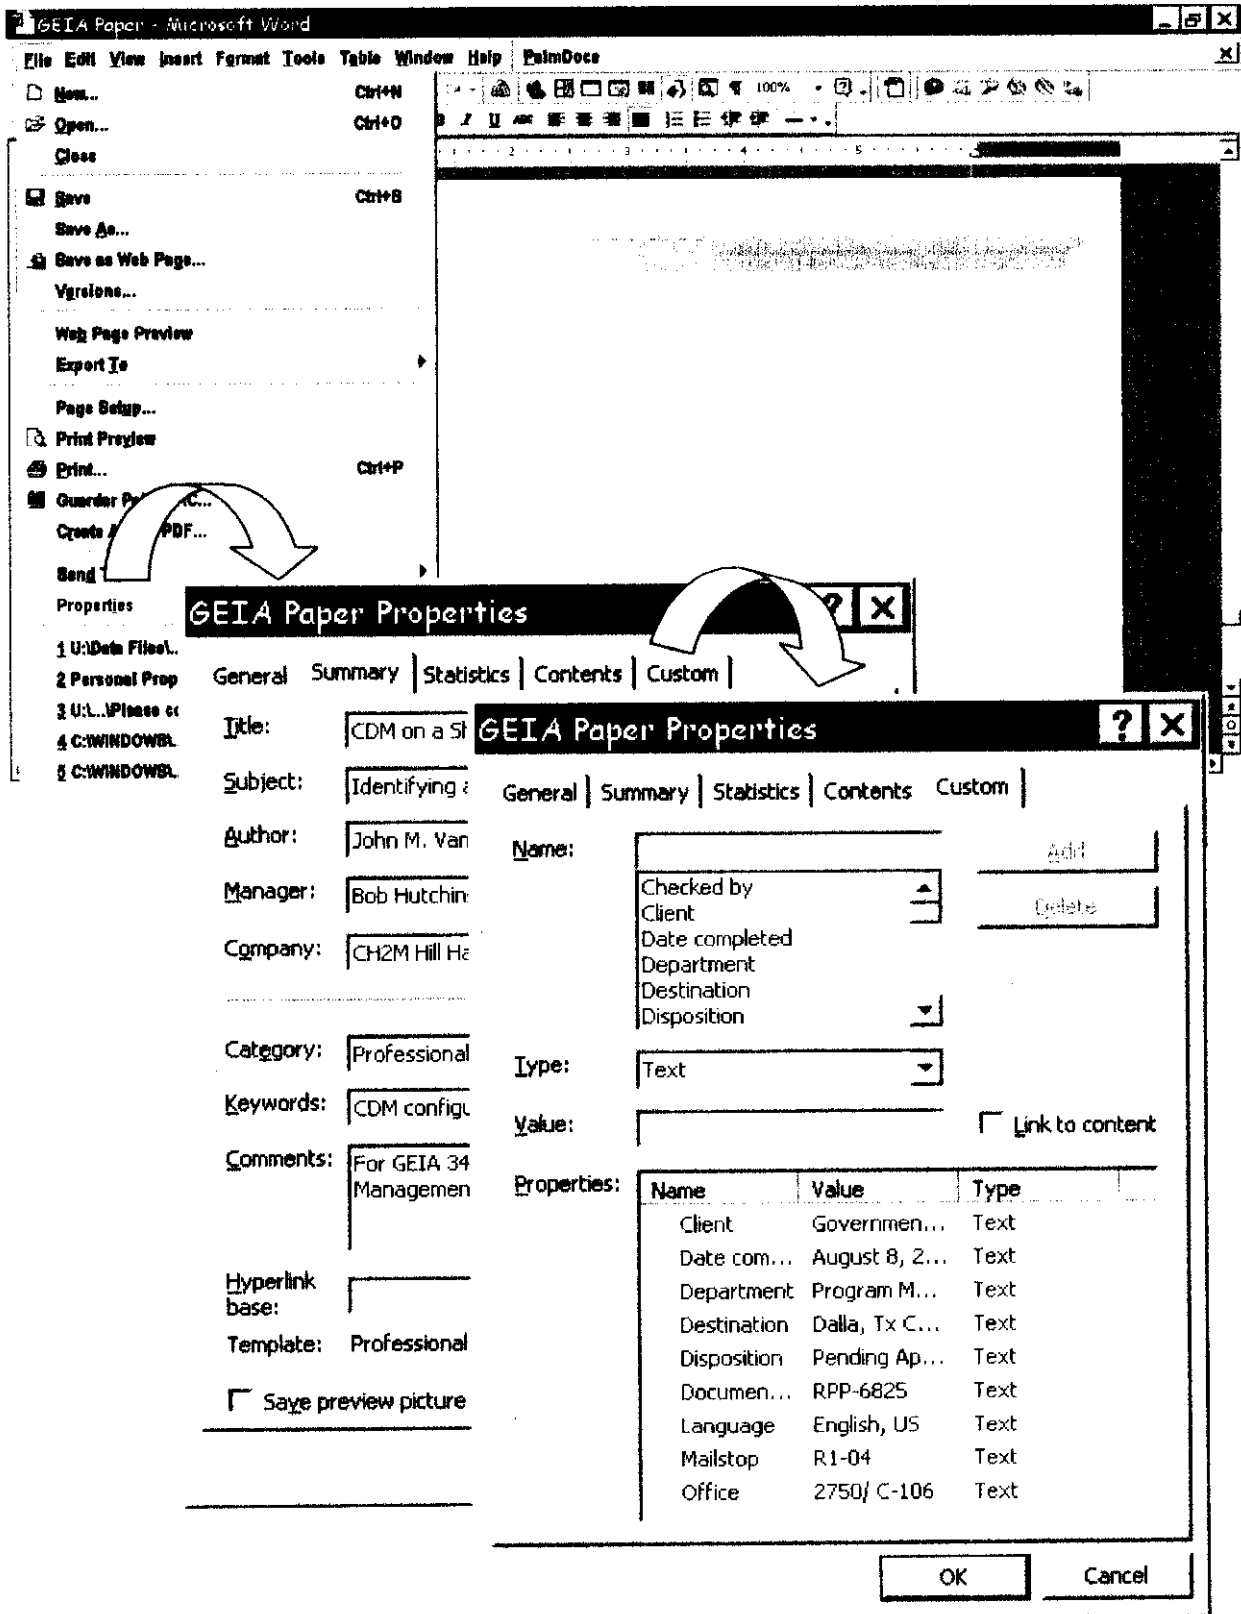 GEIA Paper - Microsoft Word
File Edit View Insert Format Tools Table Window Help PalmDocs
New... Ctrl+N
100%
Open... Ctrl+O
Close
2 3 4 5
Save Ctrl+S
Save As...
Save as Web Page...
Versions...
Web Page Preview
Export To
Page Setup...
Print Preview
Print... Ctrl+P
Guardar
Create PDF...
Send
Properties
1 U:\Data Files\..
2 Personal Prop
3 U:\...\Please cc
4 C:\WINDOWS\.
5 C:\WINDOWS\.
GEIA Paper Properties
General Summary Statistics Contents Custom
Title: CDM on a Sh
Subject: Identifying a
Author: John M. Van
Manager: Bob Hutchin
Company: CH2M Hill Ha
Category: Professional
Keywords: CDM configu
Comments: For GEIA 34
Managemen
Hyperlink
base:
Template: Professional
Save preview picture
GEIA Paper Properties
General Summary Statistics Contents Custom
Name: Add
Checked by
Client
Delete
Date completed
Department
Destination
Disposition
Type: Text
Value: Link to content
Properties: Name Value Type
Client Governmen... Text
Date com... August 8, 2... Text
Department Program M... Text
Destination Dalla, Tx C... Text
Disposition Pending Ap... Text
Documen... RPP-6825 Text
Language English, US Text
Mailstop R1-04 Text
Office 2750/ C-106 Text
OK Cancel